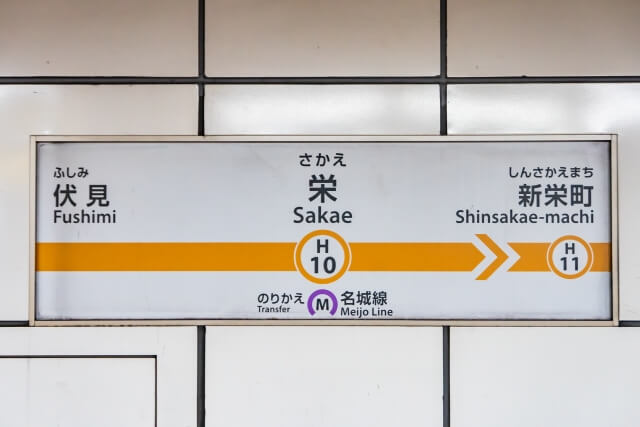 ふしみ
伏見
Fushimi
さかえ
栄
Sakae
H
10
のりかえ
Transfer
M
名城線
Meijo Line
しんさかえまち
新栄町
Shinsakae-machi
H
11